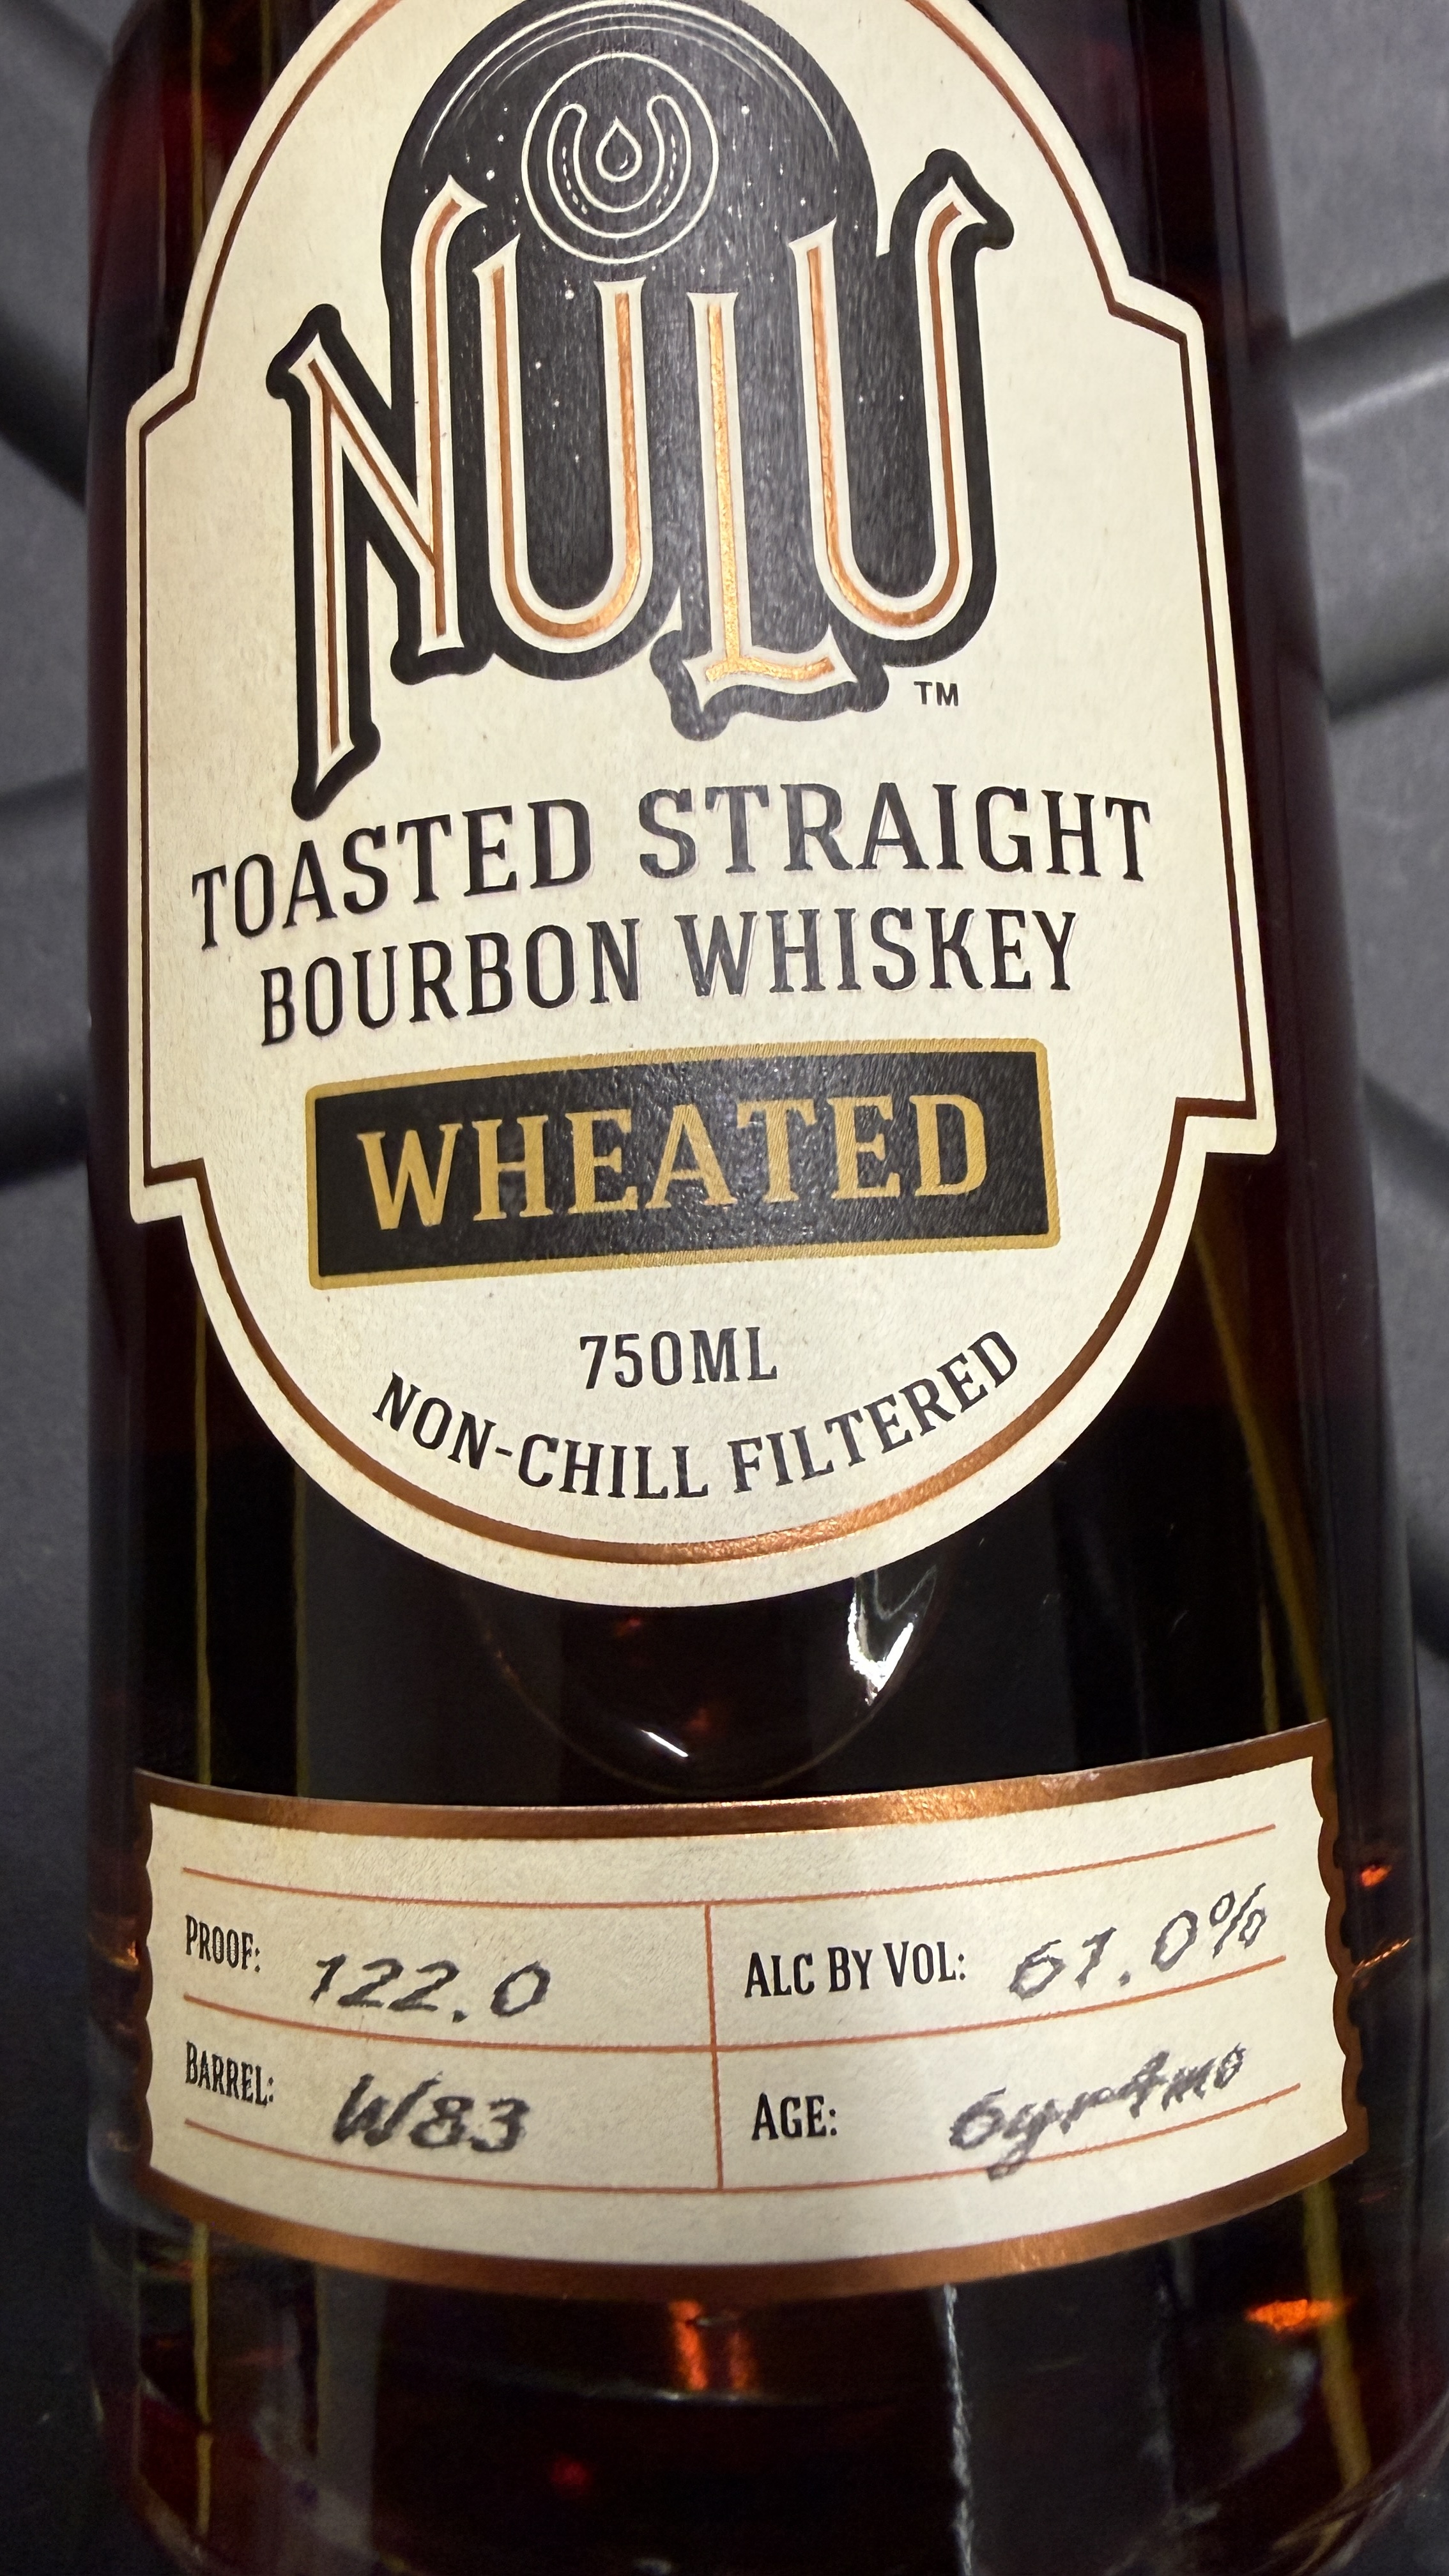 NULU
TM
TOASTED STRAIGHT
BOURBON WHISKEY
WHEATED
750ML
NON-CHILL FILTERED
PROOF: 122.0
ALC BY VOL: 61.0%
BARREL: W83
AGE: 6yr4mo